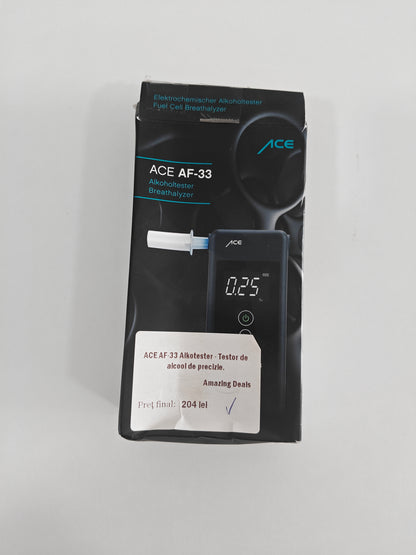 Elektrochemischer Alkoholtester
Fuel Cell Breathalyzer
ACE
ACE AF-33
Alkoholtester
Breathalyzer
ACE
0.25
ACE AF-33 Alkotester - Testor de
alcool de precizie.
Amazing Deals
Preț final: 204 lei